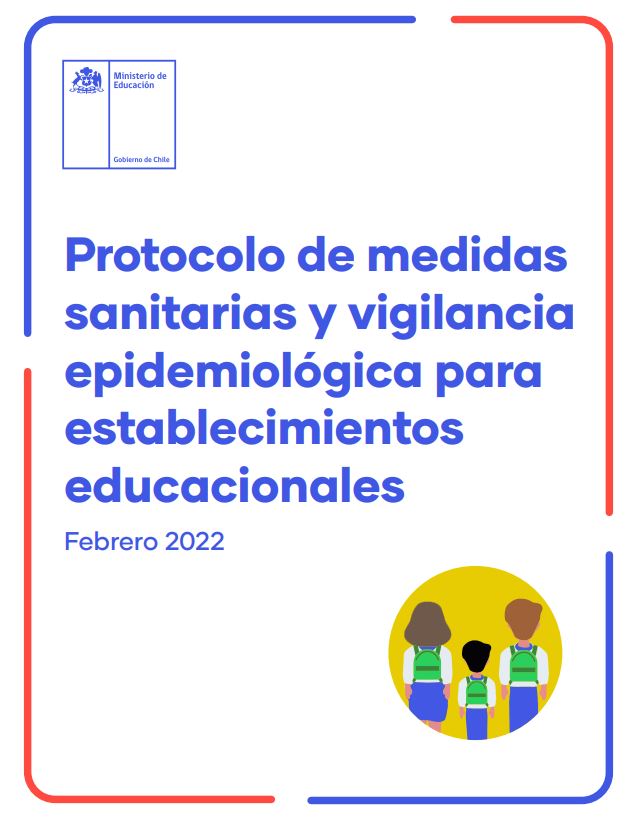 Ministerio de
Educación
Gobierno de Chile
Protocolo de medidas
sanitarias y vigilancia
epidemiológica para
establecimientos
educacionales
Febrero 2022